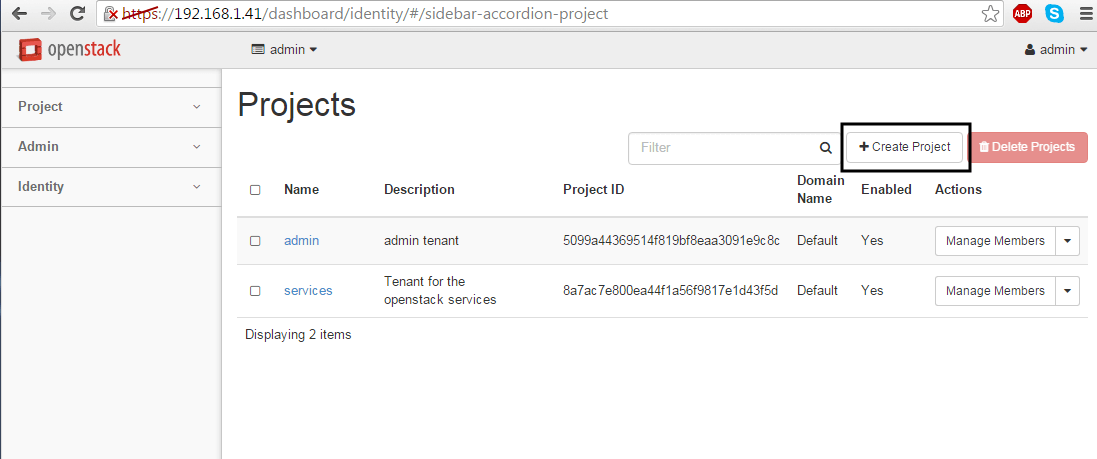 https://192.168.1.41/dashboard/identity/#/sidebar-accordion-project
ABP
openstack
admin
admin
Project
Admin
Identity
Projects
Filter
Create Project
Delete Projects
Name Description Project ID Domain Name Enabled Actions
admin admin tenant 5099a44369514f819bf8eaa3091e9c8c Default Yes Manage Members
services Tenant for the openstack services 8a7ac7e800ea44f1a56f9817e1d43f5d Default Yes Manage Members
Displaying 2 items